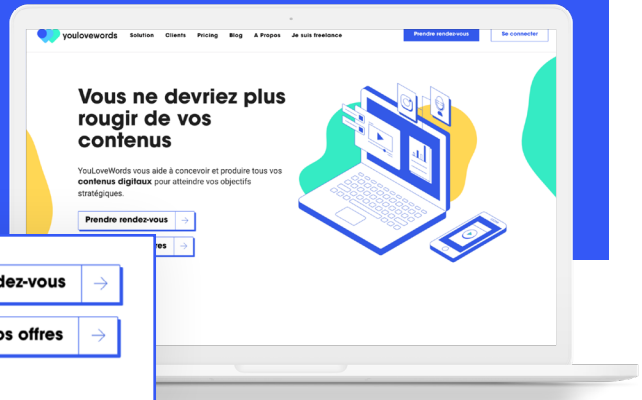 youlovewords Solution Clients Pricing Blog A Propos Je suis freelance Prendre rendez-vous Se connecter
Vous ne devriez plus
rougir de vos
contenus
YouLoveWords vous aide à concevoir et produire tous vos
contenus digitaux pour atteindre vos objectifs
stratégiques.
Prendre rendez-vous →
res →
dez-vous →
os offres →